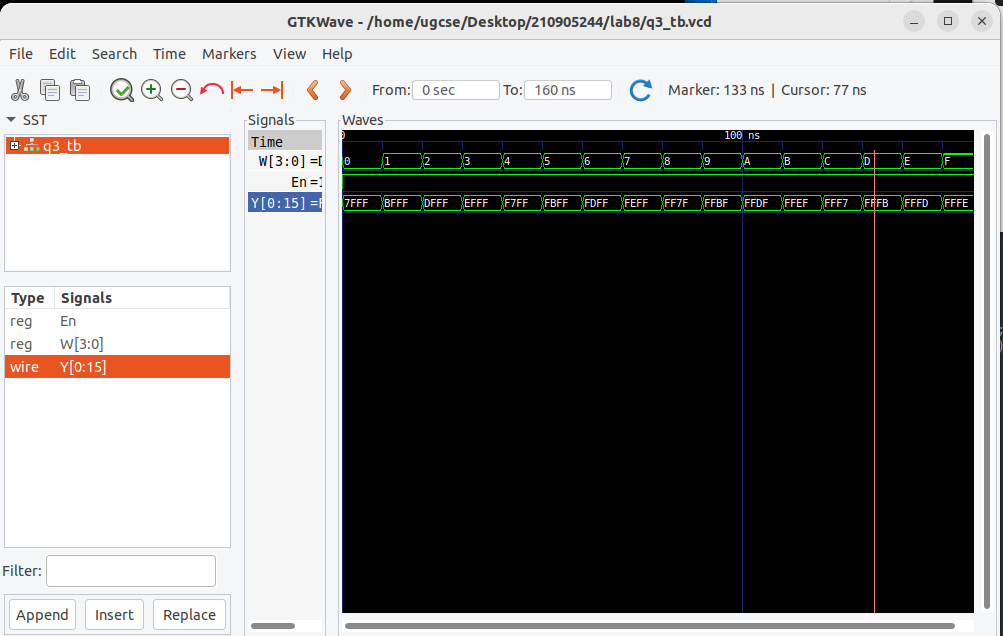 GTKWave - /home/ugcse/Desktop/210905244/lab8/q3_tb.vcd
File Edit Search Time Markers View Help
From: 0 sec To: 160 ns Marker: 133 ns | Cursor: 77 ns
SST
q3_tb
Type Signals
reg En
reg W[3:0]
wire Y[0:15]
Filter:
Append Insert Replace
Signals
Time
W[3:0] =D
En =1
Y[0:15] =F
Waves
0 100 ns
0 1 2 3 4 5 6 7 8 9 A B C D E F
7FFF BFFF DFFF EFFF F7FF FBFF FDFF FEFF FF7F FFBF FFDF FFEF FFF7 FFFB FFFD FFFE